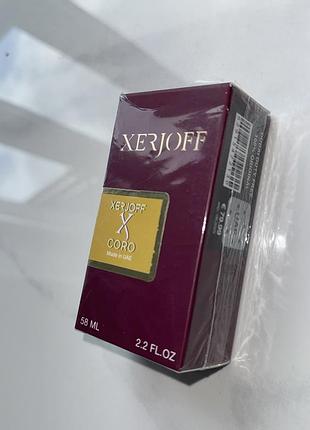 XERJOFF
XERJOFF
X
CORO
Made in UAE
58 ML
2.2 FL.OZ
€ 79.99